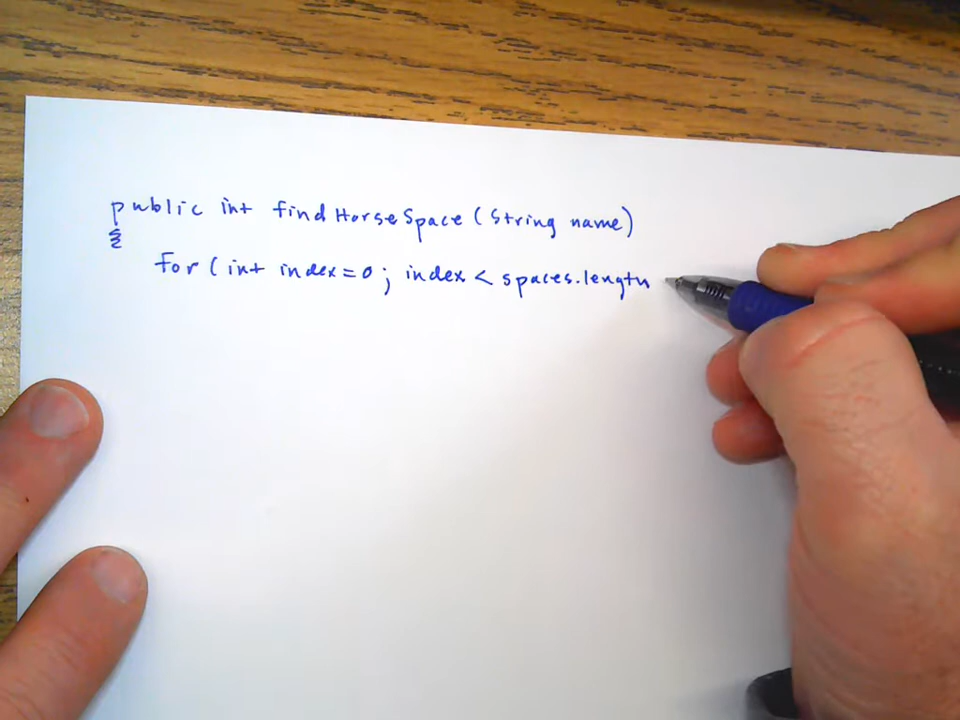 public int findHorseSpace(String name)
{
for(int index=0; index < spaces.length